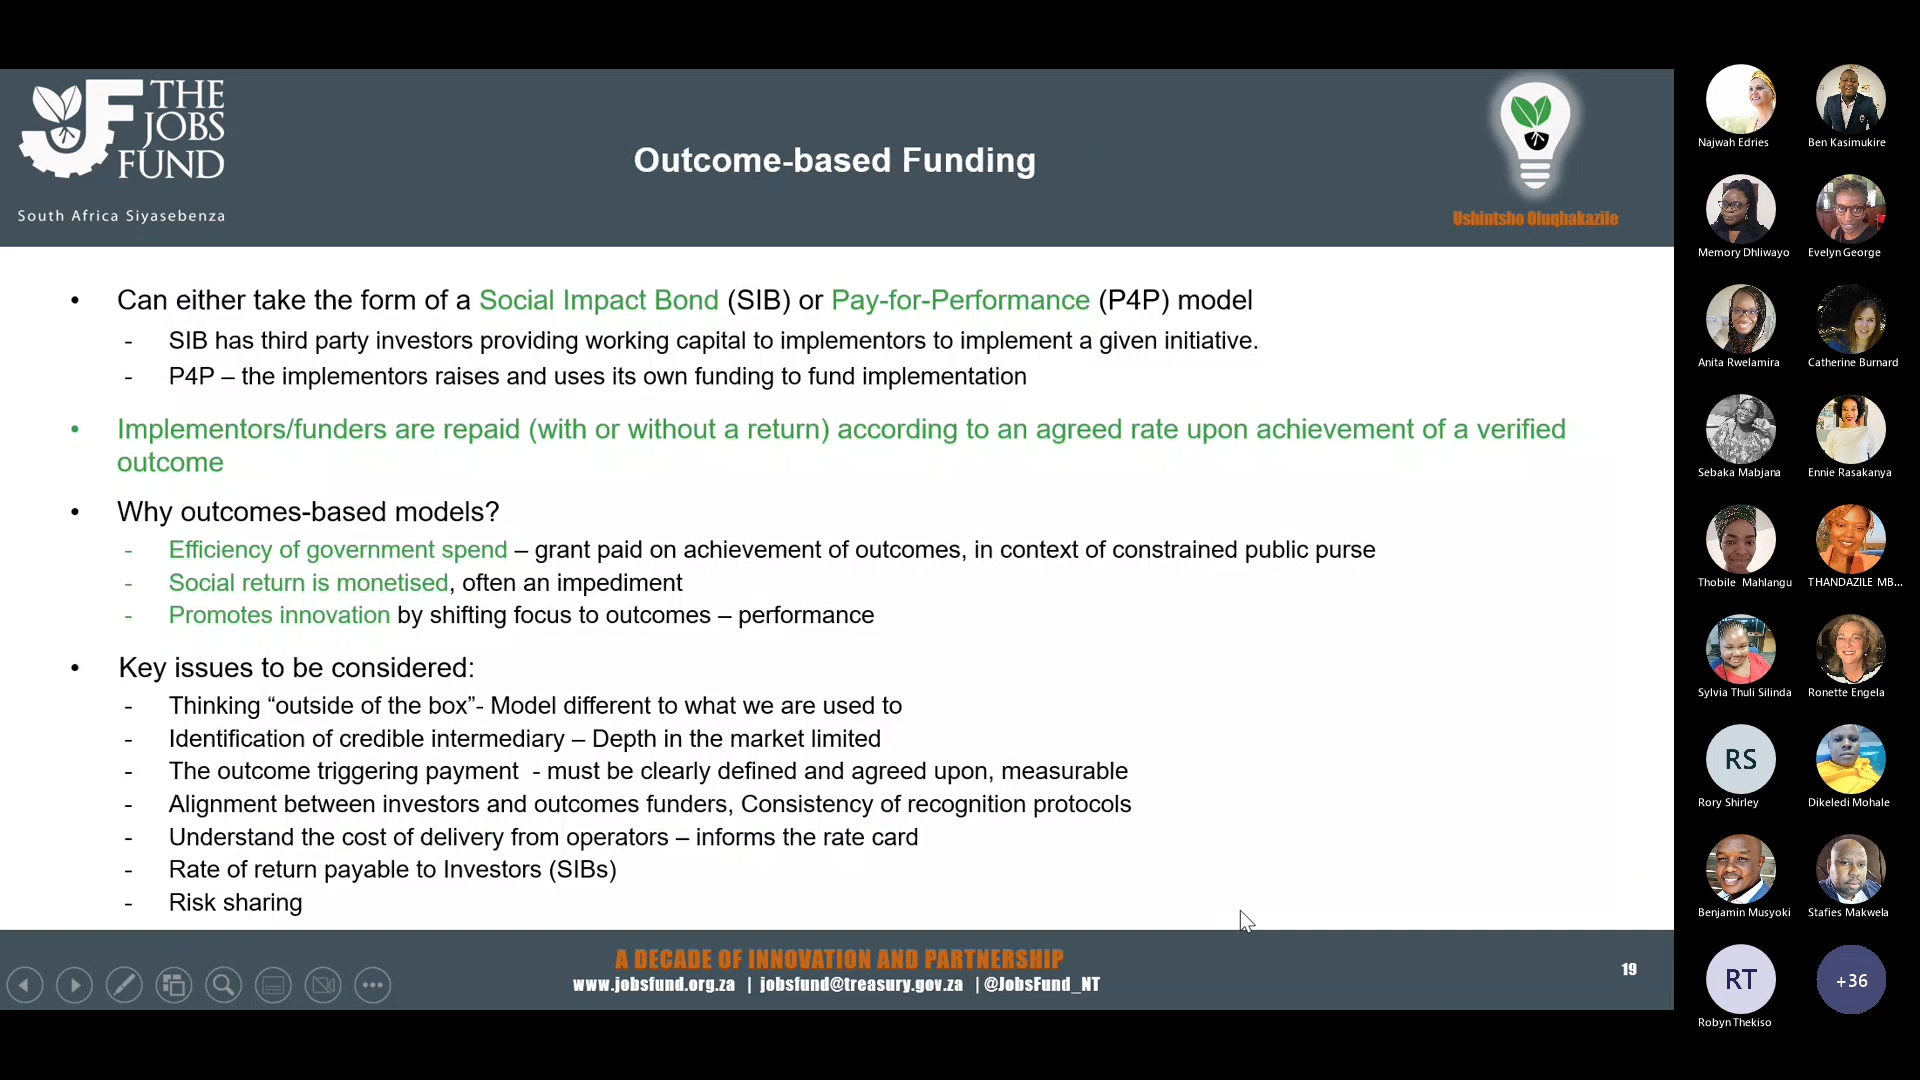 THE
JOBS
FUND
South Africa Siyasebenza
Outcome-based Funding
Ushintsho Oluqhakazile
• Can either take the form of a Social Impact Bond (SIB) or Pay-for-Performance (P4P) model
- SIB has third party investors providing working capital to implementors to implement a given initiative.
- P4P – the implementors raises and uses its own funding to fund implementation
• Implementors/funders are repaid (with or without a return) according to an agreed rate upon achievement of a verified
outcome
• Why outcomes-based models?
- Efficiency of government spend – grant paid on achievement of outcomes, in context of constrained public purse
- Social return is monetised, often an impediment
- Promotes innovation by shifting focus to outcomes – performance
• Key issues to be considered:
- Thinking “outside of the box”- Model different to what we are used to
- Identification of credible intermediary – Depth in the market limited
- The outcome triggering payment - must be clearly defined and agreed upon, measurable
- Alignment between investors and outcomes funders, Consistency of recognition protocols
- Understand the cost of delivery from operators – informs the rate card
- Rate of return payable to Investors (SIBs)
- Risk sharing
A DECADE OF INNOVATION AND PARTNERSHIP
www.jobsfund.org.za | jobsfund@treasury.gov.za | @JobsFund_NT
19
Najwah Edries
Ben Kasimukire
Memory Dhliwayo
Evelyn George
Anita Rwelamira
Catherine Burnard
Sebaka Mabjana
Ennie Rasakanya
Thobile Mahlangu
THANDAZILE MB...
Sylvia Thuli Silinda
Ronette Engela
RS
Rory Shirley
Dikeledi Mohale
Benjamin Musyoki
Stafies Makwela
RT
Robyn Thekiso
+36